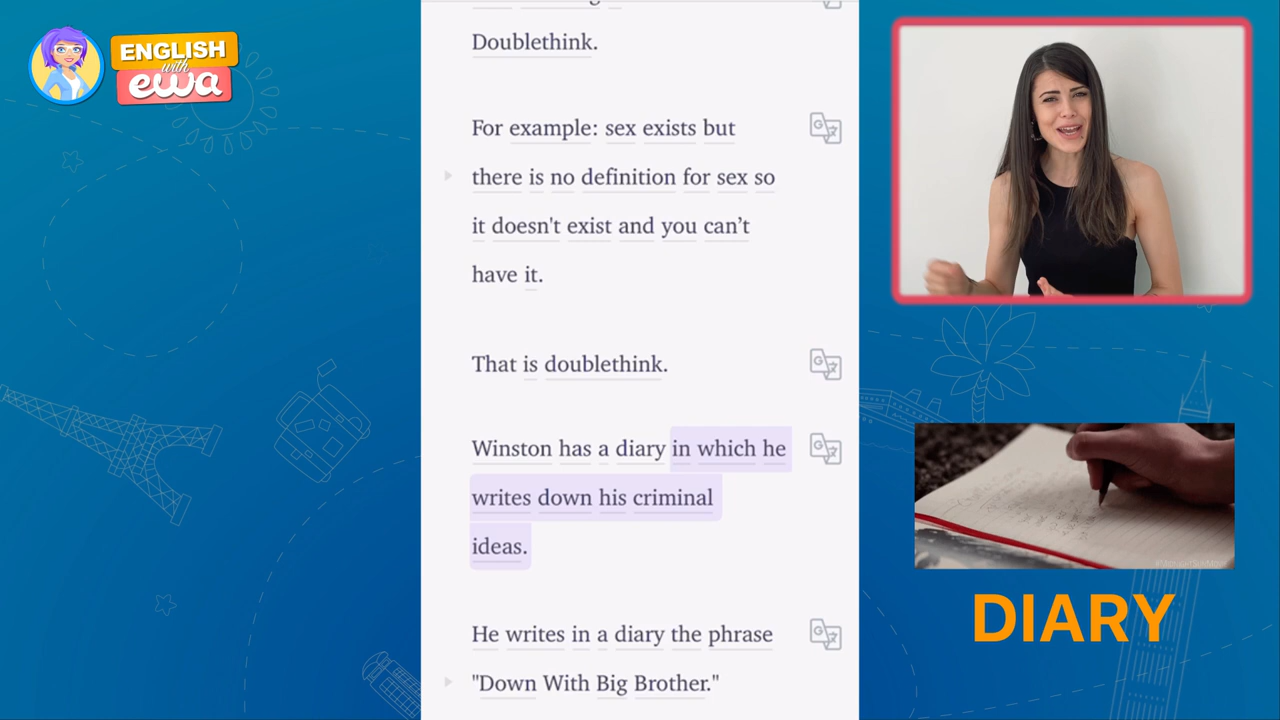 ENGLISH
with
ewa
Doublethink.
For example: sex exists but
there is no definition for sex so
it doesn't exist and you can’t
have it.
That is doublethink.
Winston has a diary in which he
writes down his criminal
ideas.
He writes in a diary the phrase
"Down With Big Brother."
DIARY